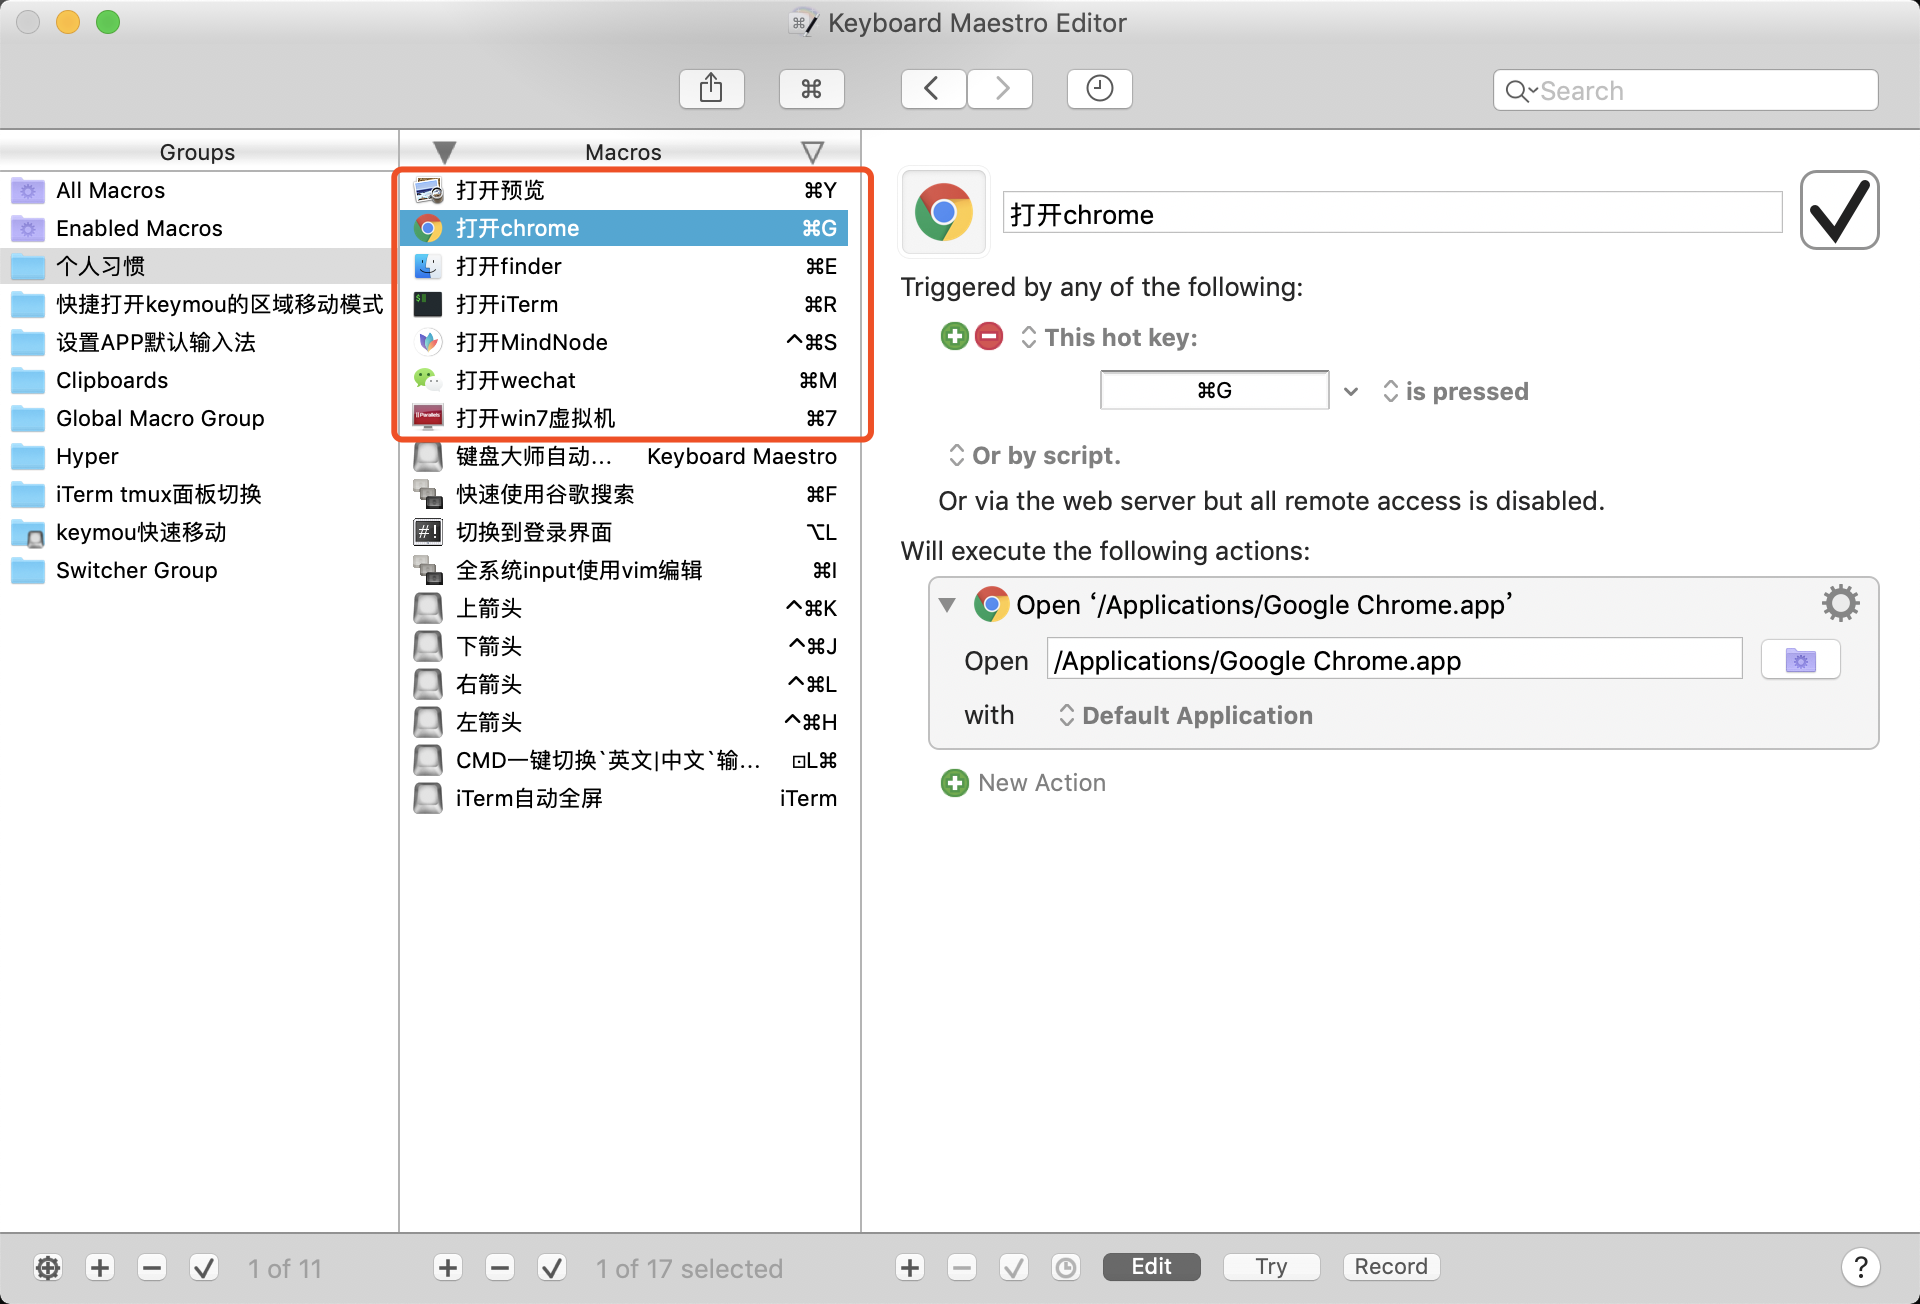 Keyboard Maestro Editor
Search
Groups
All Macros
Enabled Macros
个人习惯
快捷打开keymou的区域移动模式
设置APP默认输入法
Clipboards
Global Macro Group
Hyper
iTerm tmux面板切换
keymou快速移动
Switcher Group
Macros
打开预览 ⌘Y
打开chrome ⌘G
打开finder ⌘E
打开iTerm ⌘R
打开MindNode ^⌘S
打开wechat ⌘M
打开win7虚拟机 ⌘7
键盘大师自动... Keyboard Maestro
快速使用谷歌搜索 ⌘F
切换到登录界面 ⌥L
全系统input使用vim编辑 ⌘I
上箭头 ^⌘K
下箭头 ^⌘J
右箭头 ^⌘L
左箭头 ^⌘H
CMD一键切换`英文|中文`输... ⊡L⌘
iTerm自动全屏 iTerm
打开chrome
Triggered by any of the following:
This hot key:
⌘G is pressed
Or by script.
Or via the web server but all remote access is disabled.
Will execute the following actions:
Open ‘/Applications/Google Chrome.app’
Open /Applications/Google Chrome.app
with Default Application
New Action
1 of 11
1 of 17 selected
Edit Try Record ?